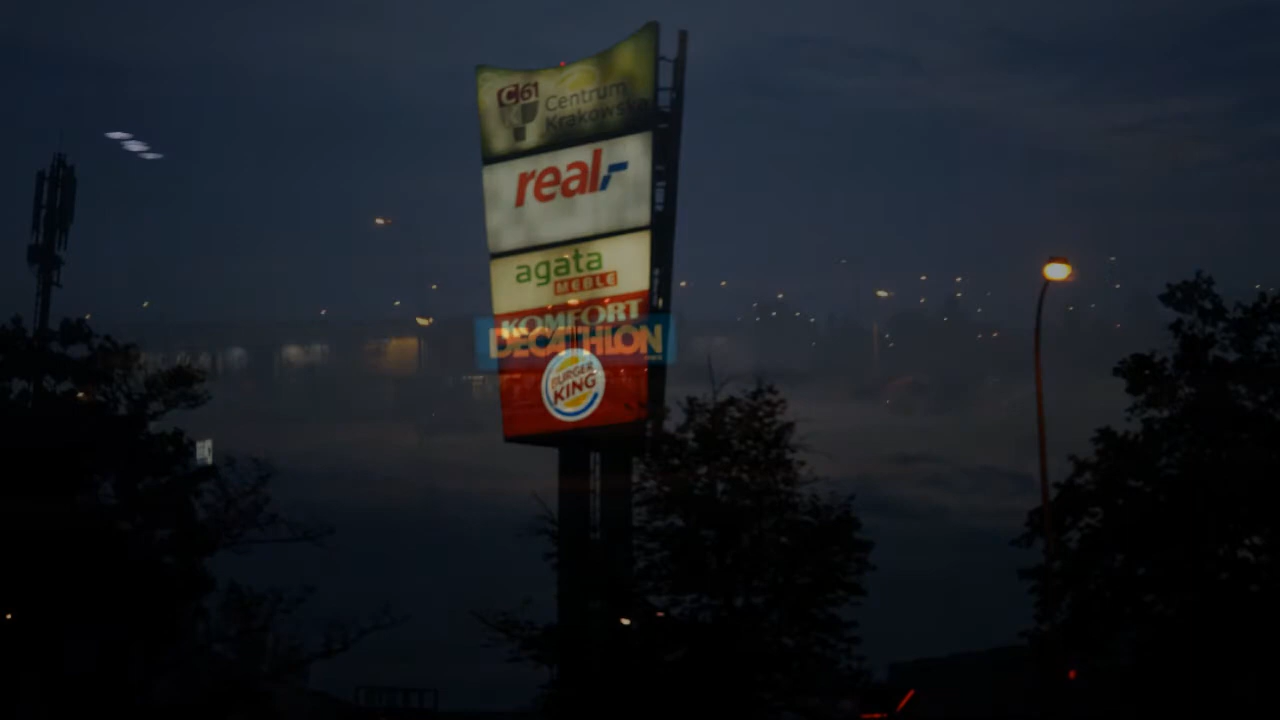 C61
Centrum
Krakowska
real,-
agata
MEBLE
KOMFORT
DECATHLON
BURGER
KING